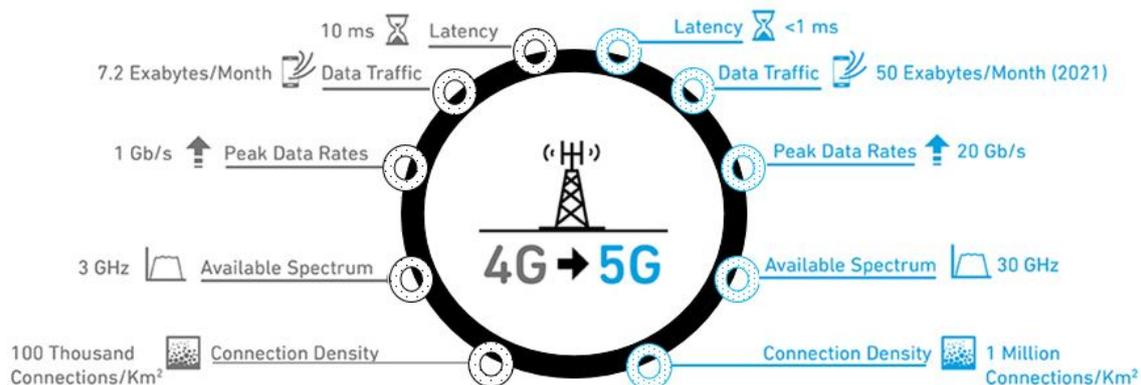 10 ms Latency
7.2 Exabytes/Month Data Traffic
1 Gb/s Peak Data Rates
3 GHz Available Spectrum
100 Thousand Connections/Km² Connection Density
4G → 5G
Latency <1 ms
Data Traffic 50 Exabytes/Month (2021)
Peak Data Rates 20 Gb/s
Available Spectrum 30 GHz
Connection Density 1 Million Connections/Km²